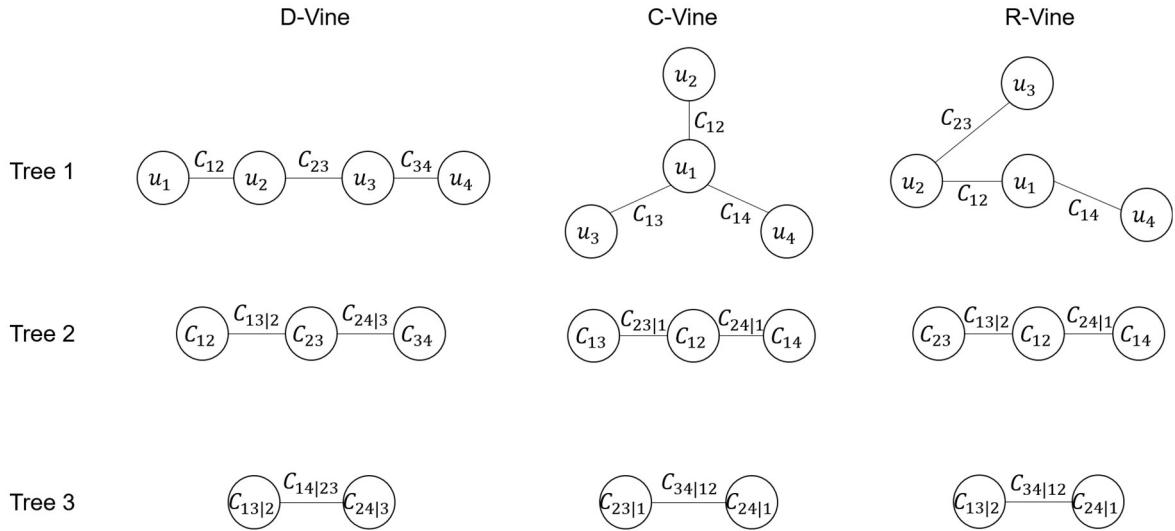 D-Vine C-Vine R-Vine
Tree 1
u₁ C₁₂ u₂ C₂₃ u₃ C₃₄ u₄
u₂
C₁₂
u₁
C₁₃ C₁₄
u₃ u₄
u₃
C₂₃
u₂ C₁₂ u₁
C₁₄
u₄
Tree 2
C₁₂ C₁₃|₂ C₂₃ C₂₄|₃ C₃₄
C₁₃ C₂₃|₁ C₁₂ C₂₄|₁ C₁₄
C₂₃ C₁₃|₂ C₁₂ C₂₄|₁ C₁₄
Tree 3
C₁₃|₂ C₁₄|₂₃ C₂₄|₃
C₂₃|₁ C₃₄|₁₂ C₂₄|₁
C₁₃|₂ C₃₄|₁₂ C₂₄|₁